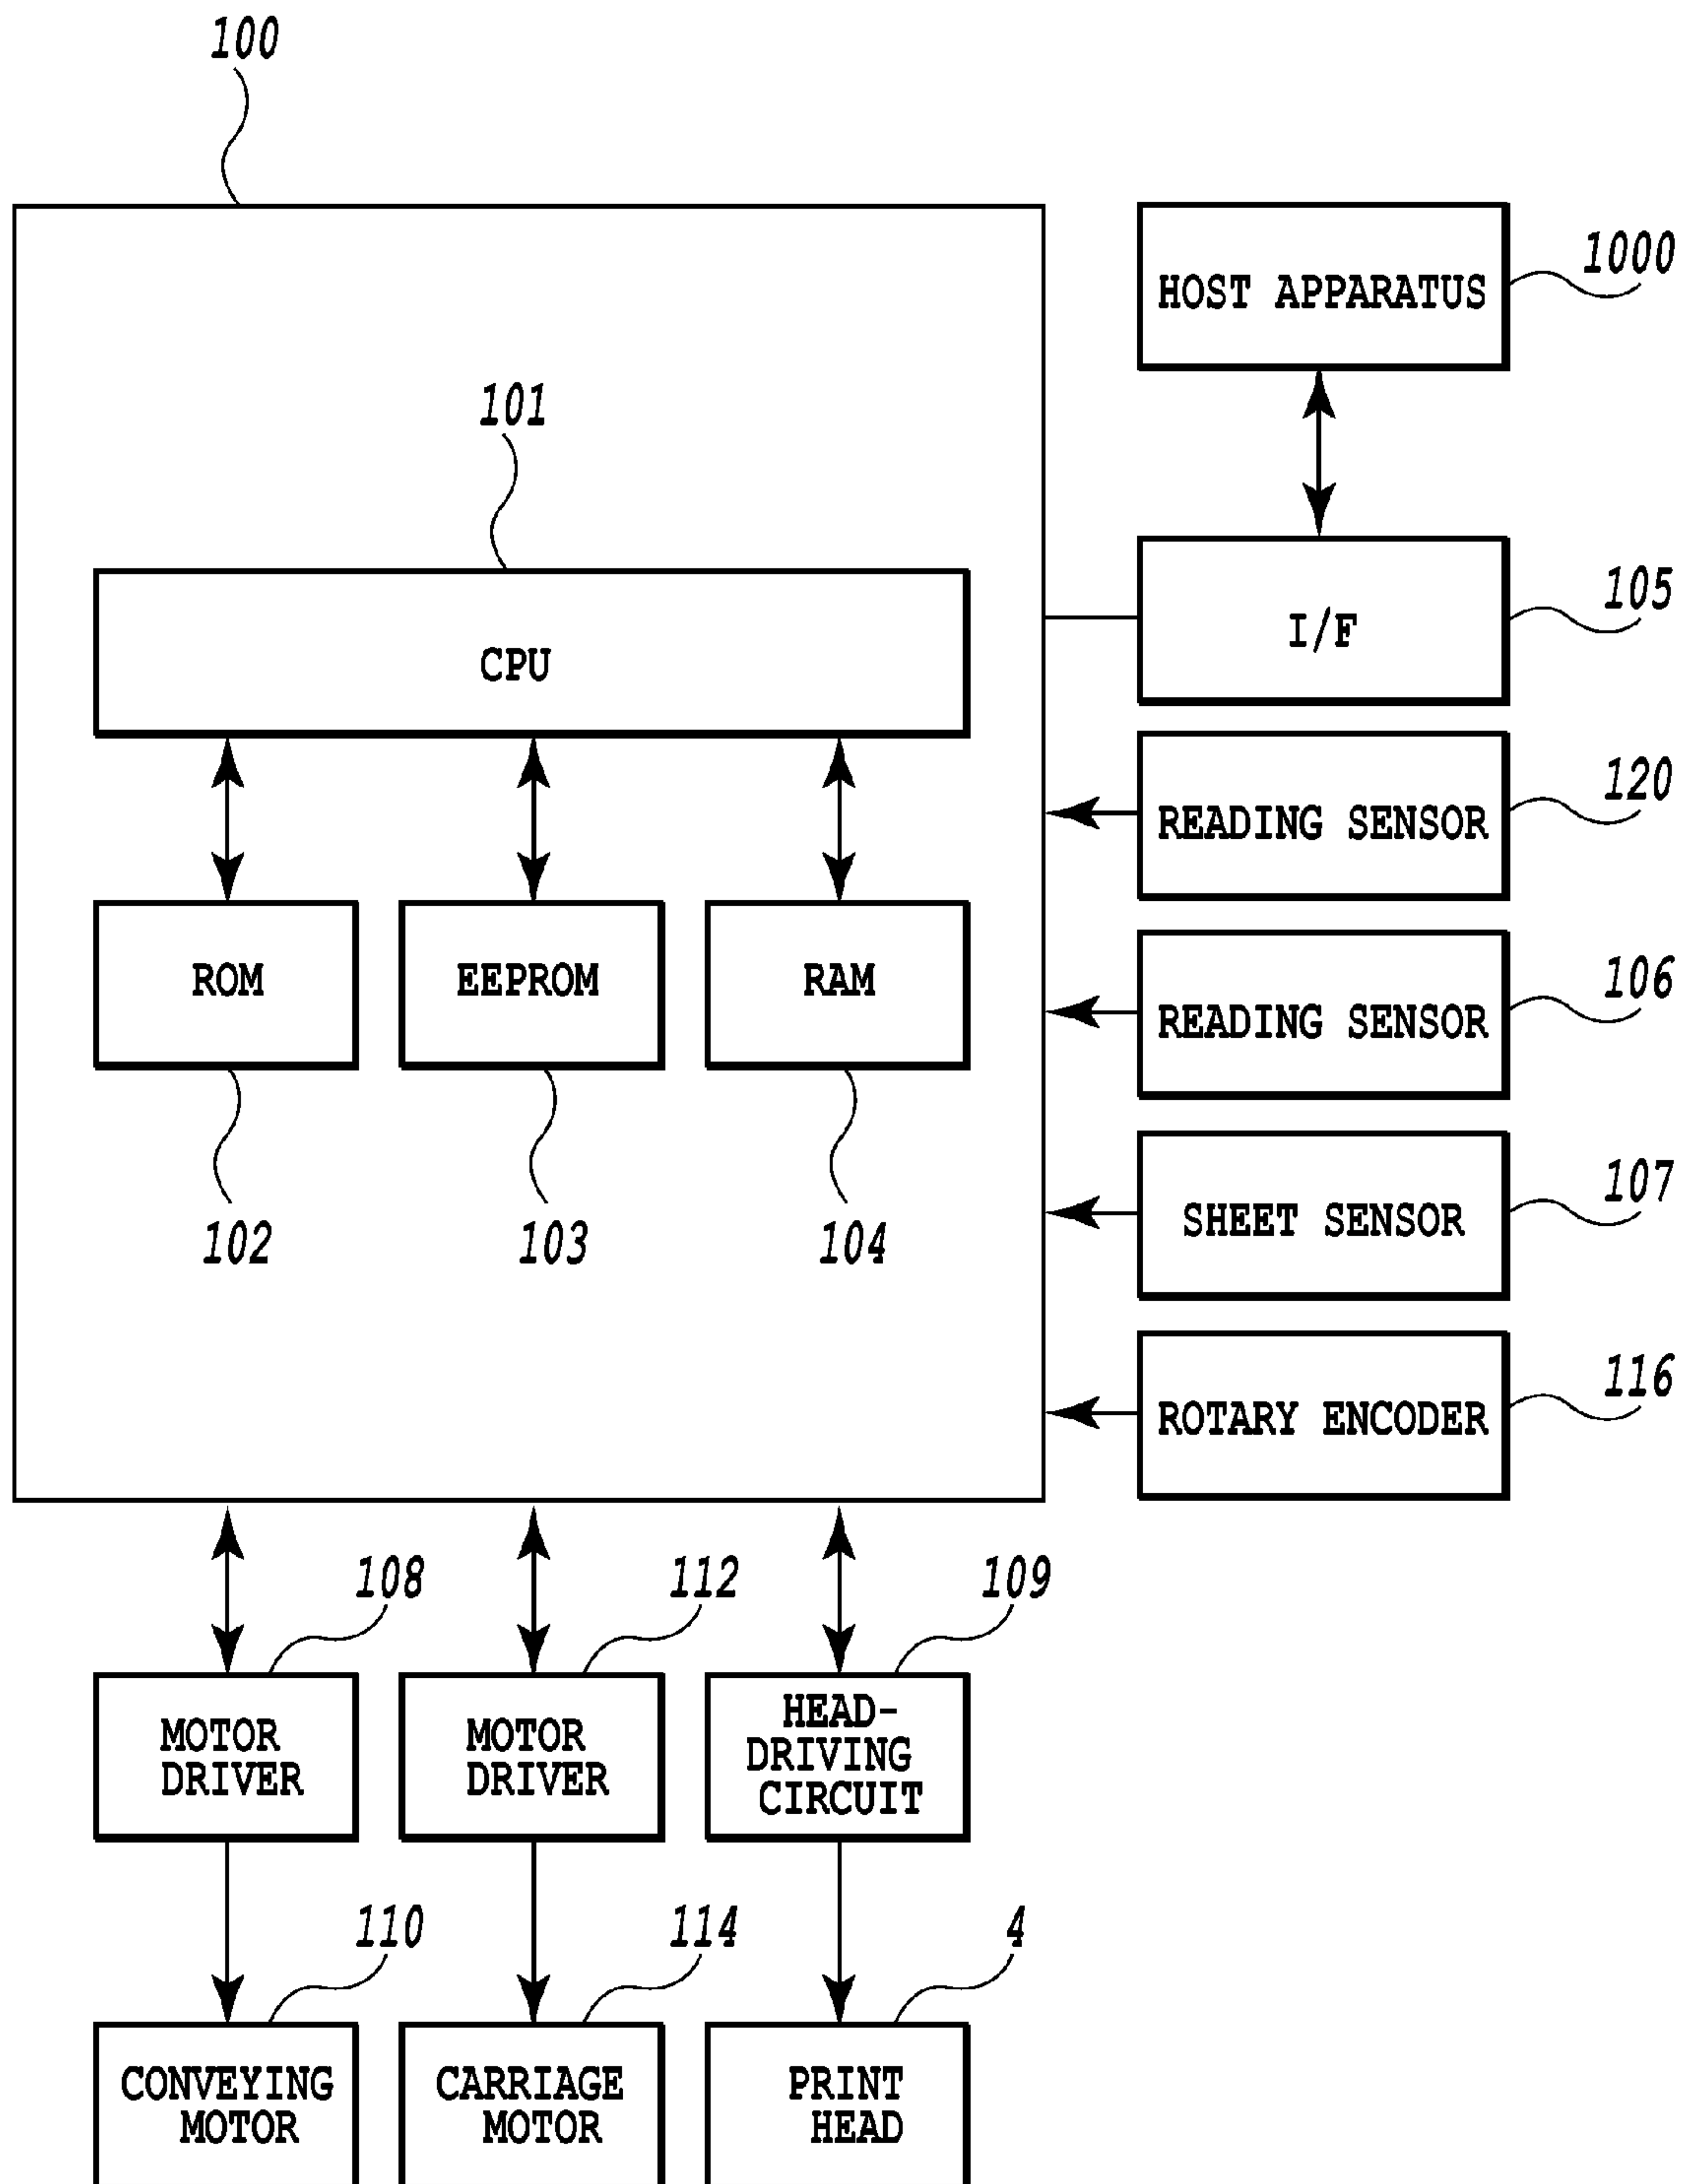 100
HOST APPARATUS
1000
101
CPU
I/F
105
READING SENSOR
120
ROM
EEPROM
RAM
READING SENSOR
106
102
103
104
SHEET SENSOR
107
ROTARY ENCODER
116
108
112
109
MOTOR
DRIVER
MOTOR
DRIVER
HEAD-
DRIVING
CIRCUIT
110
114
4
CONVEYING
MOTOR
CARRIAGE
MOTOR
PRINT
HEAD